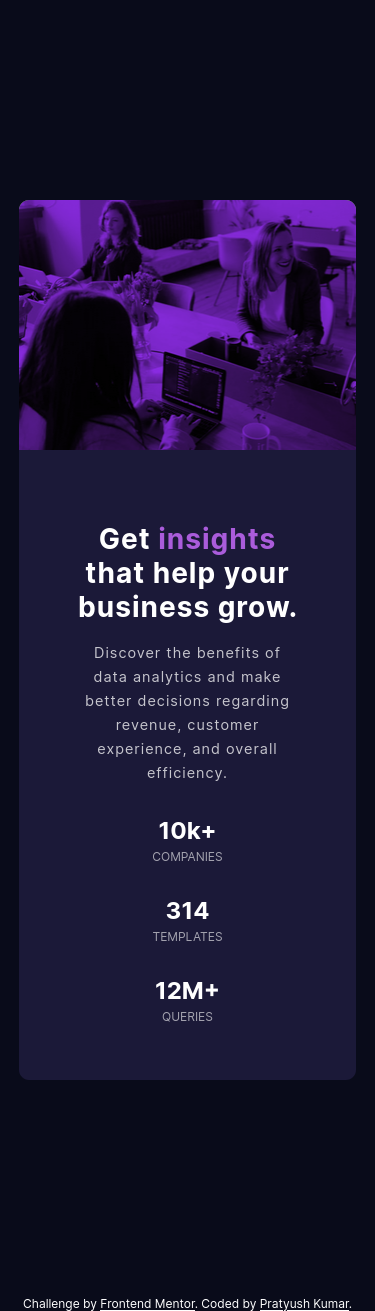 Get insights
that help your
business grow.
Discover the benefits of
data analytics and make
better decisions regarding
revenue, customer
experience, and overall
efficiency.
10k+
COMPANIES
314
TEMPLATES
12M+
QUERIES
Challenge by Frontend Mentor. Coded by Pratyush Kumar.